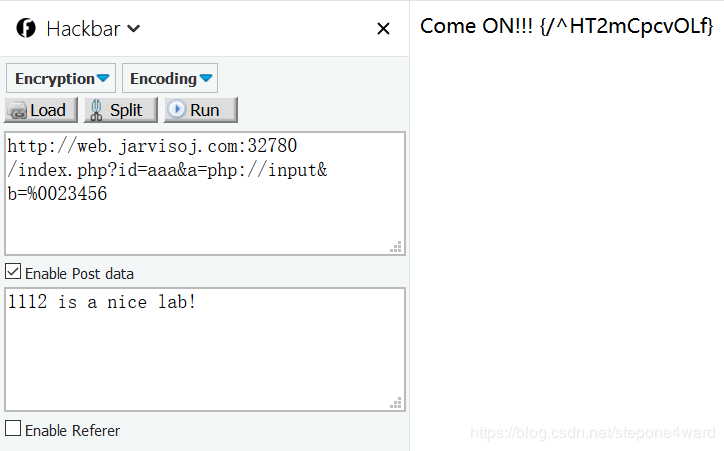 Hackbar
Encryption Encoding
Load Split Run
http://web.jarvisoj.com:32780
/index.php?id=aaa&a=php://input&
b=%0023456
Enable Post data
1112 is a nice lab!
Enable Referer
Come ON!!! {/^HT2mCpcvOLf}
https://blog.csdn.net/stepone4ward